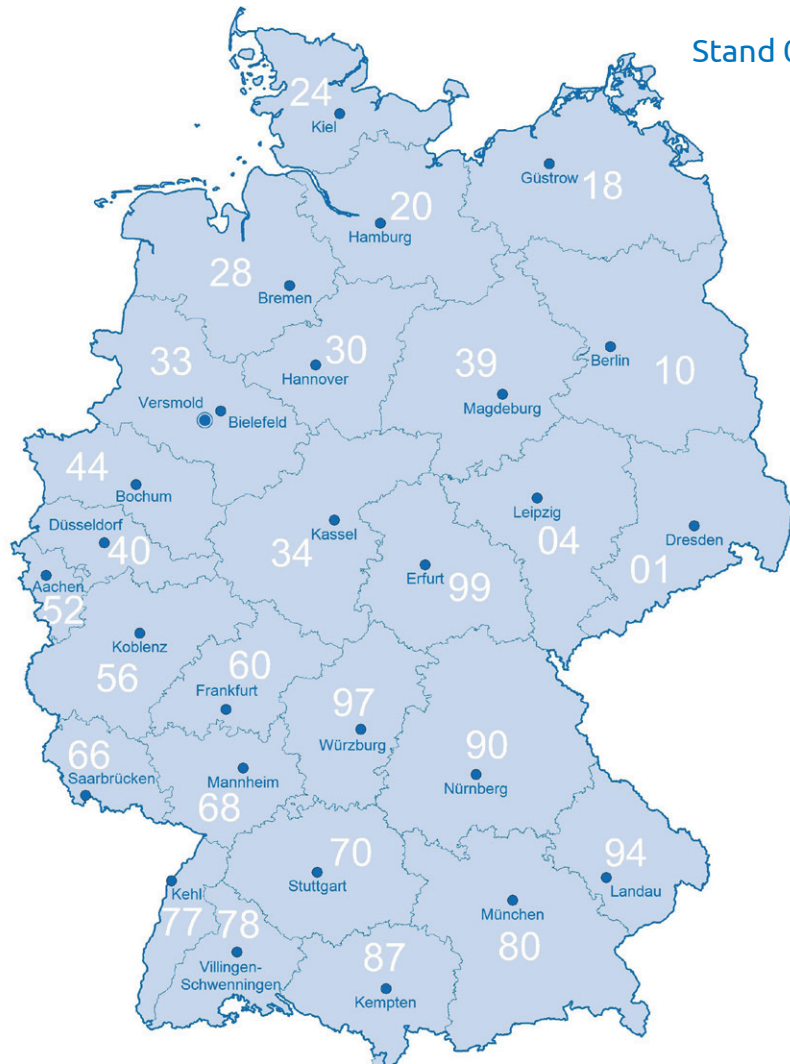 Stand 0
24
Kiel
Güstrow
18
20
Hamburg
28
Bremen
33
30
Hannover
39
Magdeburg
Berlin
10
Versmold
Bielefeld
44
Bochum
Düsseldorf
40
Kassel
34
Leipzig
04
Dresden
01
Aachen
52
Erfurt
99
Koblenz
56
60
Frankfurt
97
Würzburg
90
Nürnberg
66
Saarbrücken
Mannheim
68
70
Stuttgart
94
Landau
Kehl
77
78
Villingen-
Schwenningen
München
80
87
Kempten